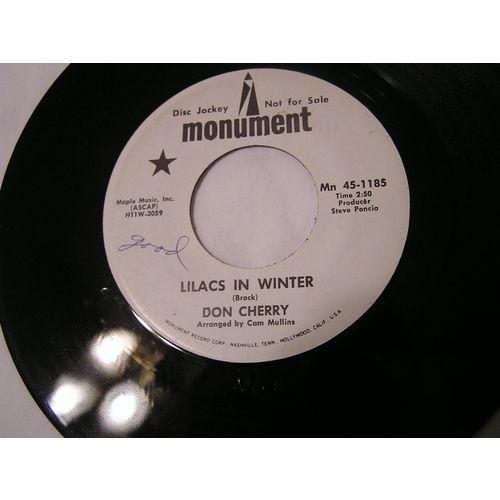 Disc Jockey Not for Sale
monument
Maple Music, Inc.
(ASCAP)
H11W-2059
Mn 45-1185
Time 2:50
Producer
Steve Poncio
good
LILACS IN WINTER
(Brock)
DON CHERRY
Arranged by Cam Mullins
MONUMENT RECORD CORP. NASHVILLE, TENN. HOLLYWOOD, CALIF. U.S.A.